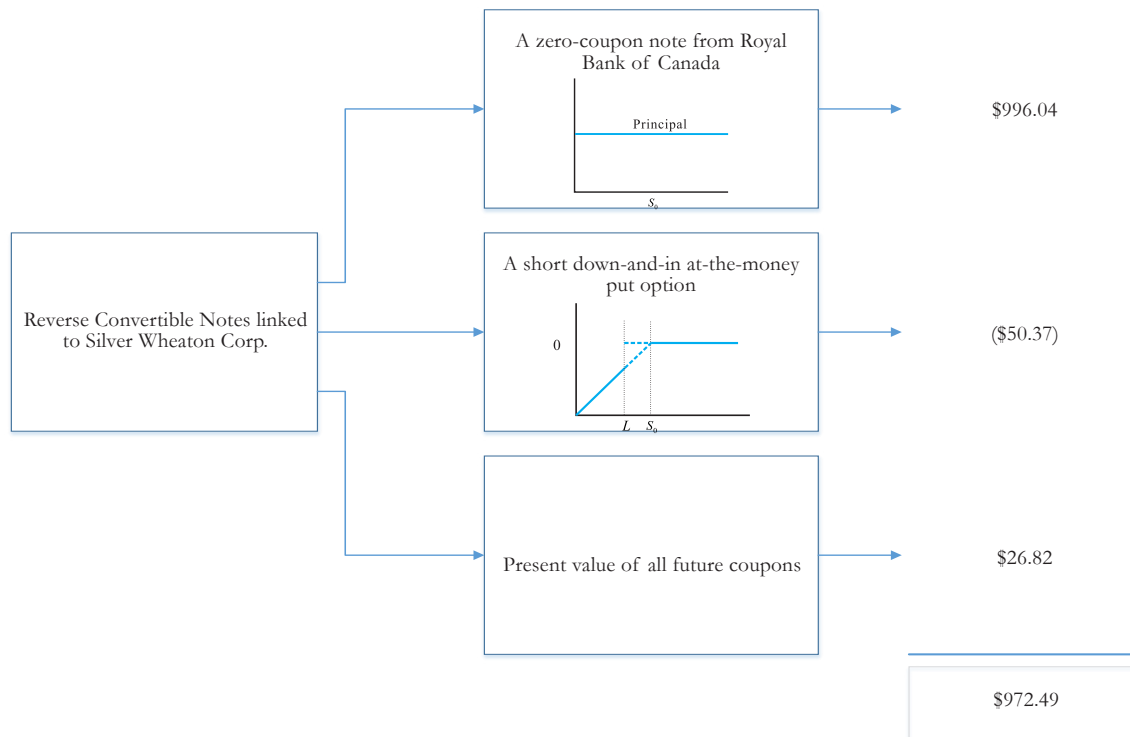 A zero-coupon note from Royal
Bank of Canada
Principal
S₀
$996.04
Reverse Convertible Notes linked
to Silver Wheaton Corp.
A short down-and-in at-the-money
put option
0
L S₀
($50.37)
Present value of all future coupons
$26.82
$972.49